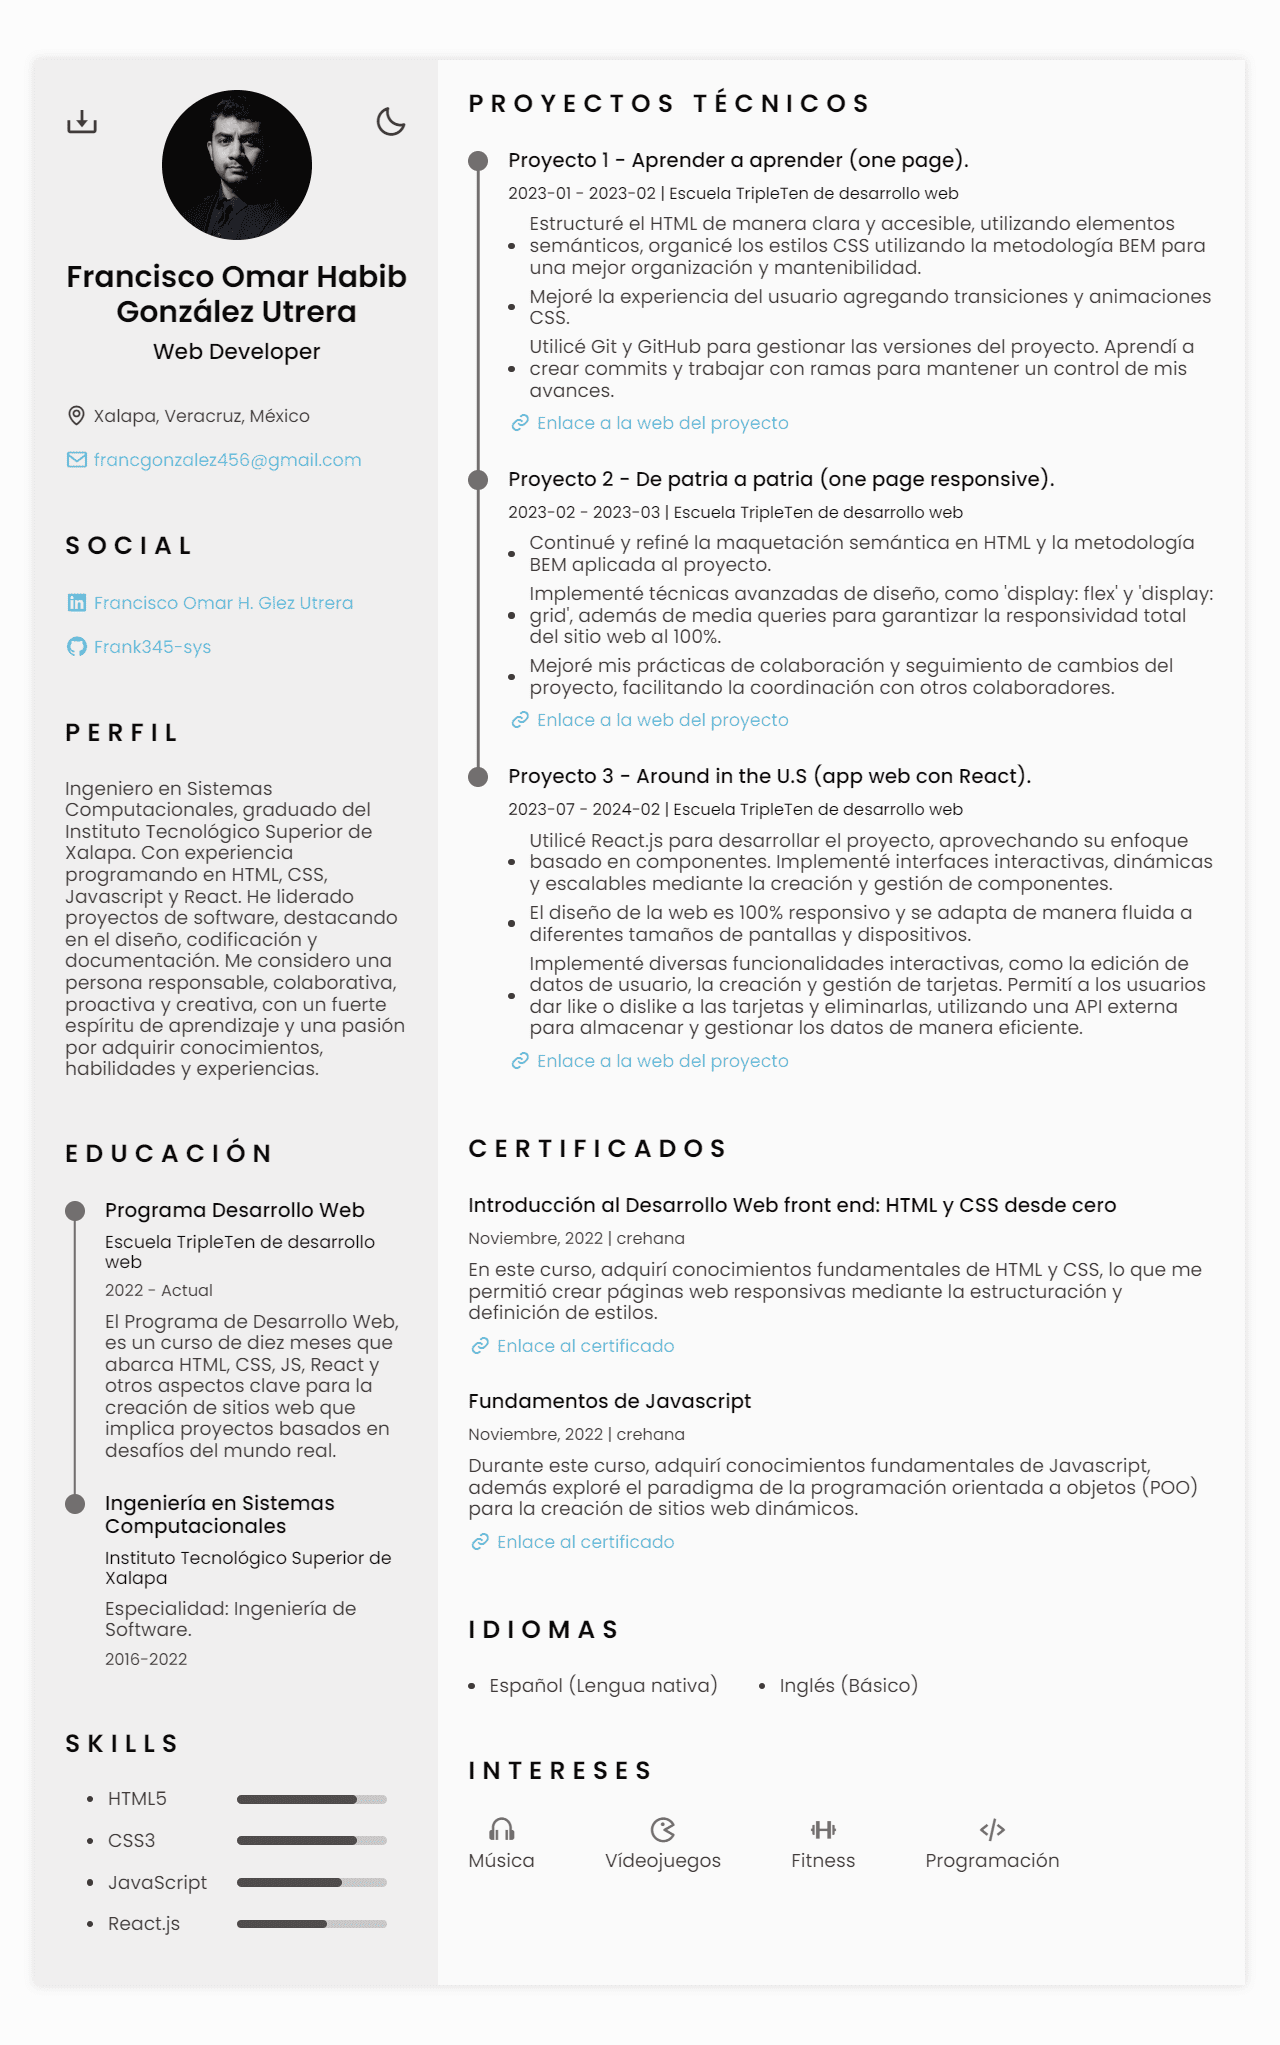 Francisco Omar Habib
González Utrera
Web Developer
Xalapa, Veracruz, México
francgonzalez456@gmail.com
SOCIAL
Francisco Omar H. Glez Utrera
Frank345-sys
PERFIL
Ingeniero en Sistemas
Computacionales, graduado del
Instituto Tecnológico Superior de
Xalapa. Con experiencia
programando en HTML, CSS,
Javascript y React. He liderado
proyectos de software, destacando
en el diseño, codificación y
documentación. Me considero una
persona responsable, colaborativa,
proactiva y creativa, con un fuerte
espíritu de aprendizaje y una pasión
por adquirir conocimientos,
habilidades y experiencias.
EDUCACIÓN
Programa Desarrollo Web
Escuela TripleTen de desarrollo
web
2022 - Actual
El Programa de Desarrollo Web,
es un curso de diez meses que
abarca HTML, CSS, JS, React y
otros aspectos clave para la
creación de sitios web que
implica proyectos basados en
desafíos del mundo real.
Ingeniería en Sistemas
Computacionales
Instituto Tecnológico Superior de
Xalapa
Especialidad: Ingeniería de
Software.
2016-2022
SKILLS
• HTML5
• CSS3
• JavaScript
• React.js
PROYECTOS TÉCNICOS
Proyecto 1 - Aprender a aprender (one page).
2023-01 - 2023-02 | Escuela TripleTen de desarrollo web
Estructuré el HTML de manera clara y accesible, utilizando elementos
• semánticos, organicé los estilos CSS utilizando la metodología BEM para
una mejor organización y mantenibilidad.
• Mejoré la experiencia del usuario agregando transiciones y animaciones
CSS.
Utilicé Git y GitHub para gestionar las versiones del proyecto. Aprendí a
• crear commits y trabajar con ramas para mantener un control de mis
avances.
Enlace a la web del proyecto
Proyecto 2 - De patria a patria (one page responsive).
2023-02 - 2023-03 | Escuela TripleTen de desarrollo web
• Continué y refiné la maquetación semántica en HTML y la metodología
BEM aplicada al proyecto.
Implementé técnicas avanzadas de diseño, como 'display: flex' y 'display:
• grid', además de media queries para garantizar la responsividad total
del sitio web al 100%.
• Mejoré mis prácticas de colaboración y seguimiento de cambios del
proyecto, facilitando la coordinación con otros colaboradores.
Enlace a la web del proyecto
Proyecto 3 - Around in the U.S (app web con React).
2023-07 - 2024-02 | Escuela TripleTen de desarrollo web
Utilicé React.js para desarrollar el proyecto, aprovechando su enfoque
• basado en componentes. Implementé interfaces interactivas, dinámicas
y escalables mediante la creación y gestión de componentes.
• El diseño de la web es 100% responsivo y se adapta de manera fluida a
diferentes tamaños de pantallas y dispositivos.
Implementé diversas funcionalidades interactivas, como la edición de
datos de usuario, la creación y gestión de tarjetas. Permití a los usuarios
• dar like o dislike a las tarjetas y eliminarlas, utilizando una API externa
para almacenar y gestionar los datos de manera eficiente.
Enlace a la web del proyecto
CERTIFICADOS
Introducción al Desarrollo Web front end: HTML y CSS desde cero
Noviembre, 2022 | crehana
En este curso, adquirí conocimientos fundamentales de HTML y CSS, lo que me
permitió crear páginas web responsivas mediante la estructuración y
definición de estilos.
Enlace al certificado
Fundamentos de Javascript
Noviembre, 2022 | crehana
Durante este curso, adquirí conocimientos fundamentales de Javascript,
además exploré el paradigma de la programación orientada a objetos (POO)
para la creación de sitios web dinámicos.
Enlace al certificado
IDIOMAS
• Español (Lengua nativa) • Inglés (Básico)
INTERESES
Música Vídeojuegos Fitness Programación